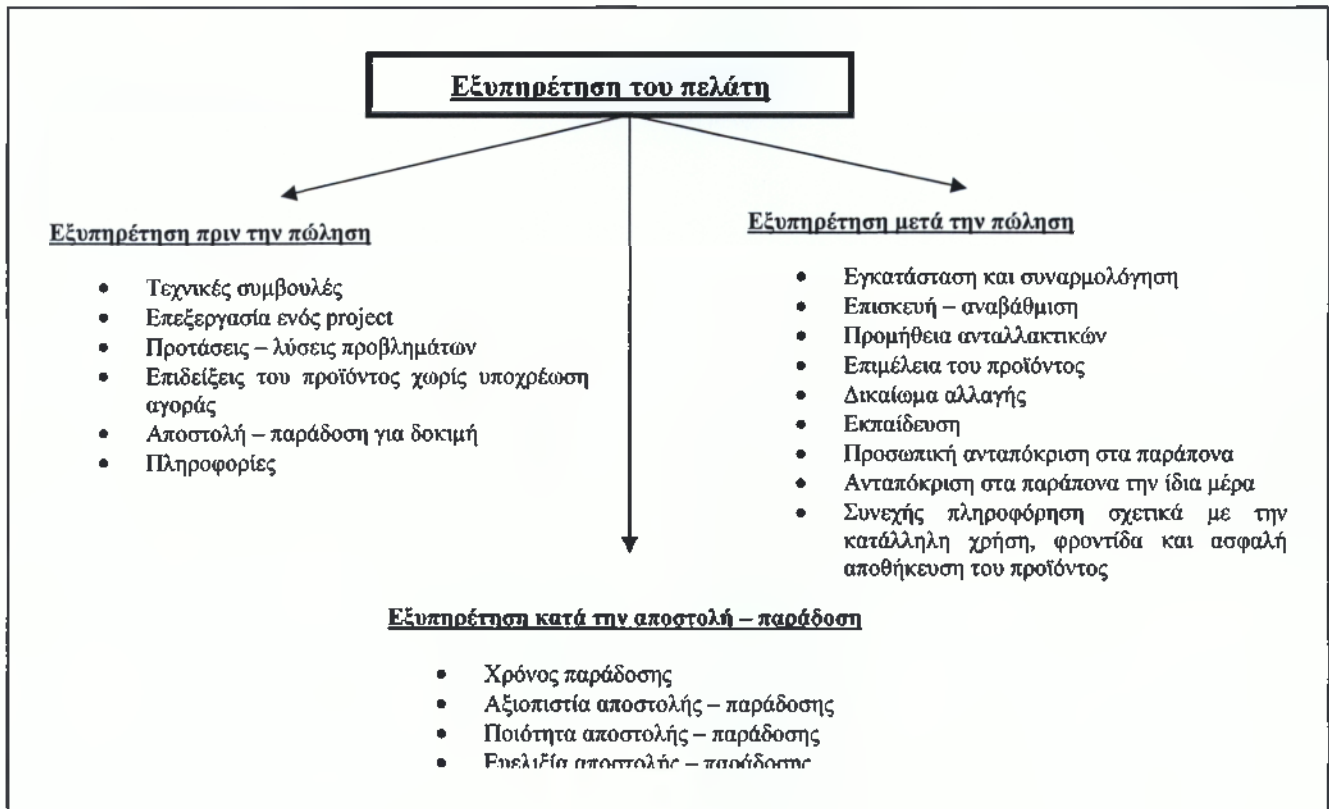 Εξυπηρέτηση του πελάτη
Εξυπηρέτηση πριν την πώληση
• Τεχνικές συμβουλές
• Επεξεργασία ενός project
• Προτάσεις – λύσεις προβλημάτων
• Επιδείξεις του προϊόντος χωρίς υποχρέωση
αγοράς
• Αποστολή – παράδοση για δοκιμή
• Πληροφορίες
Εξυπηρέτηση μετά την πώληση
• Εγκατάσταση και συναρμολόγηση
• Επισκευή – αναβάθμιση
• Προμήθεια ανταλλακτικών
• Επιμέλεια του προϊόντος
• Δικαίωμα αλλαγής
• Εκπαίδευση
• Προσωπική ανταπόκριση στα παράπονα
• Ανταπόκριση στα παράπονα την ίδια μέρα
• Συνεχής πληροφόρηση σχετικά με την
κατάλληλη χρήση, φροντίδα και ασφαλή
αποθήκευση του προϊόντος
Εξυπηρέτηση κατά την αποστολή – παράδοση
• Χρόνος παράδοσης
• Αξιοπιστία αποστολής – παράδοσης
• Ποιότητα αποστολής – παράδοσης
• Ευελιξία αποστολής – παράδοσης